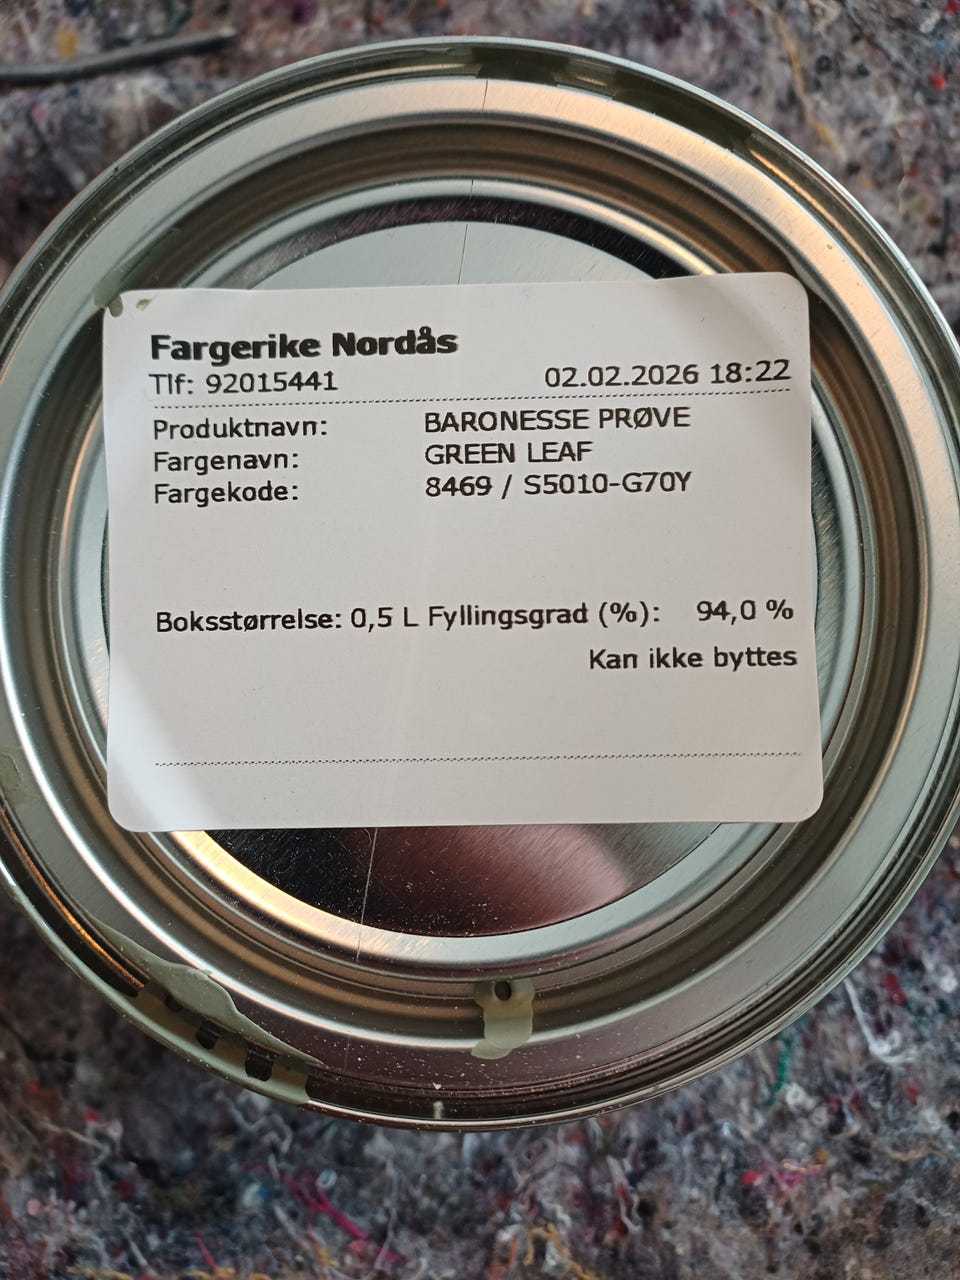 Fargerike Nordås
Tlf: 92015441 02.02.2026 18:22
Produktnavn: BARONESSE PRØVE
Fargenavn: GREEN LEAF
Fargekode: 8469 / S5010-G70Y
Boksstørrelse: 0,5 L Fyllingsgrad (%): 94,0 %
Kan ikke byttes